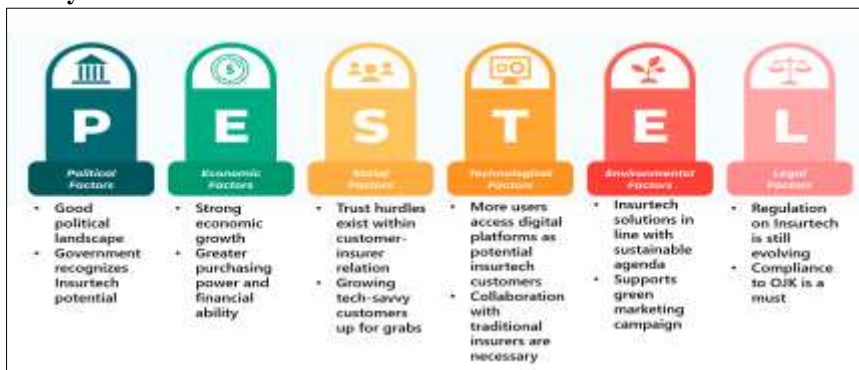 P
Political
Factors
• Good
political
landscape
• Government
recognizes
Insurtech
potential
E
Economic
Factors
• Strong
economic
growth
• Greater
purchasing
power and
financial
ability
S
Social
Factors
• Trust hurdles
exist within
customer-
insurer
relation
• Growing
tech-savvy
customers
up for grabs
T
Technological
Factors
• More users
access digital
platforms as
potential
insurtech
customers
• Collaboration
with
traditional
insurers are
necessary
E
Environmental
Factors
• Insurtech
solutions in
line with
sustainable
agenda
• Supports
green
marketing
campaign
L
Legal
Factors
• Regulation
on Insurtech
is still
evolving
• Compliance
to OJK is a
must